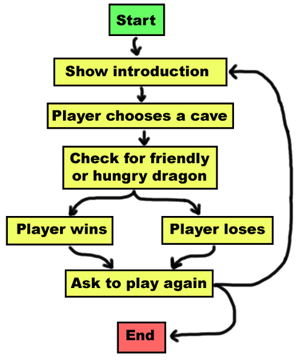 Start
Show introduction
Player chooses a cave
Check for friendly
or hungry dragon
Player wins
Player loses
Ask to play again
End